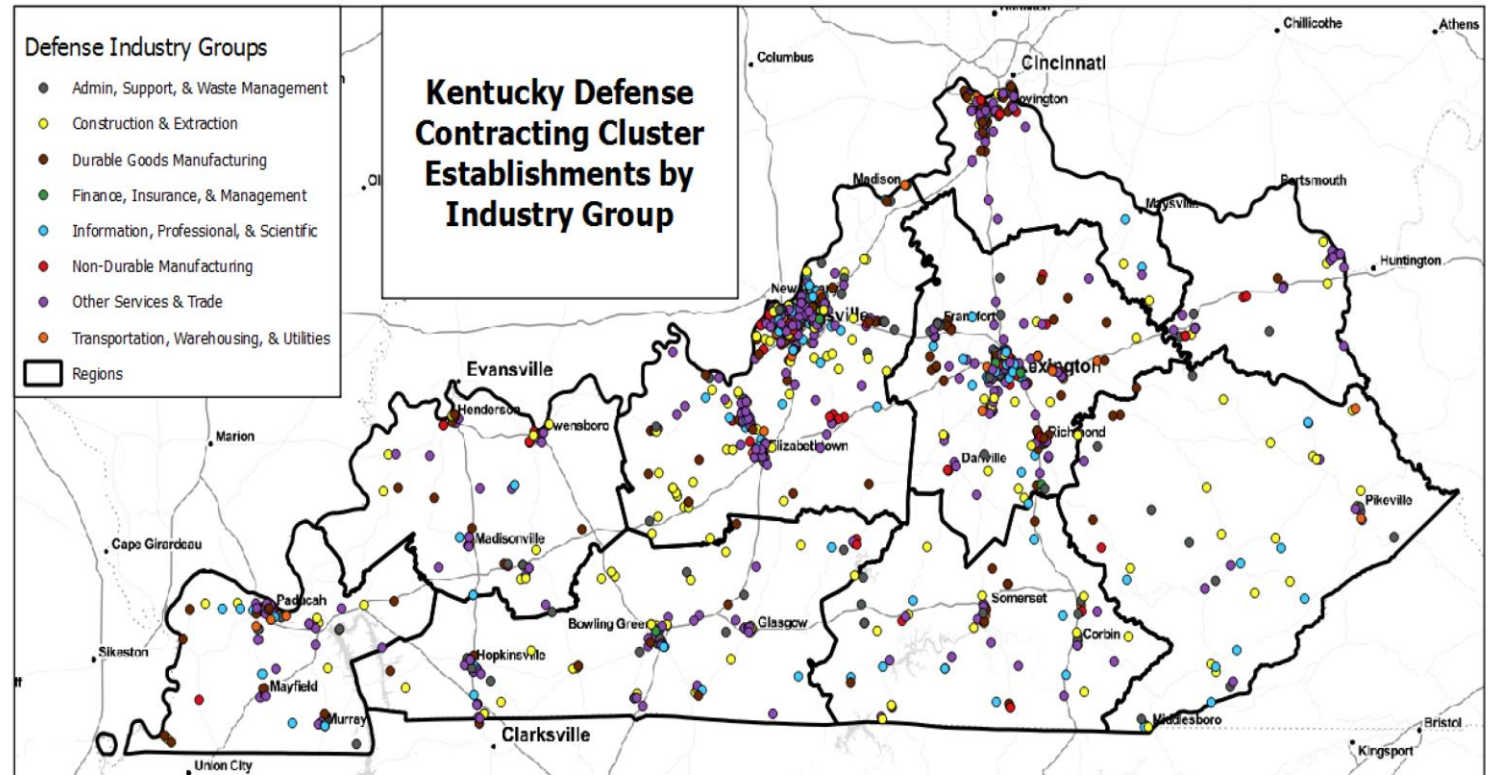 Defense Industry Groups
Admin, Support, & Waste Management
Construction & Extraction
Durable Goods Manufacturing
Finance, Insurance, & Management
Information, Professional, & Scientific
Non-Durable Manufacturing
Other Services & Trade
Transportation, Warehousing, & Utilities
Regions
Kentucky Defense
Contracting Cluster
Establishments by
Industry Group
Chillicothe
Athens
Columbus
Cincinnati
ovington
Madison
Portsmouth
Maysville
Huntington
Frankfort
exington
Evansville
Henderson
wensboro
Elizabethtown
Richmond
Danville
Marion
Pikeville
Madisonville
Cape Girardeau
Paducah
Somerset
Bowling Green
Glasgow
Corbin
Sikeston
Hopkinsville
Mayfield
Murray
Middlesboro
Clarksville
Bristol
Kingsport
Union City